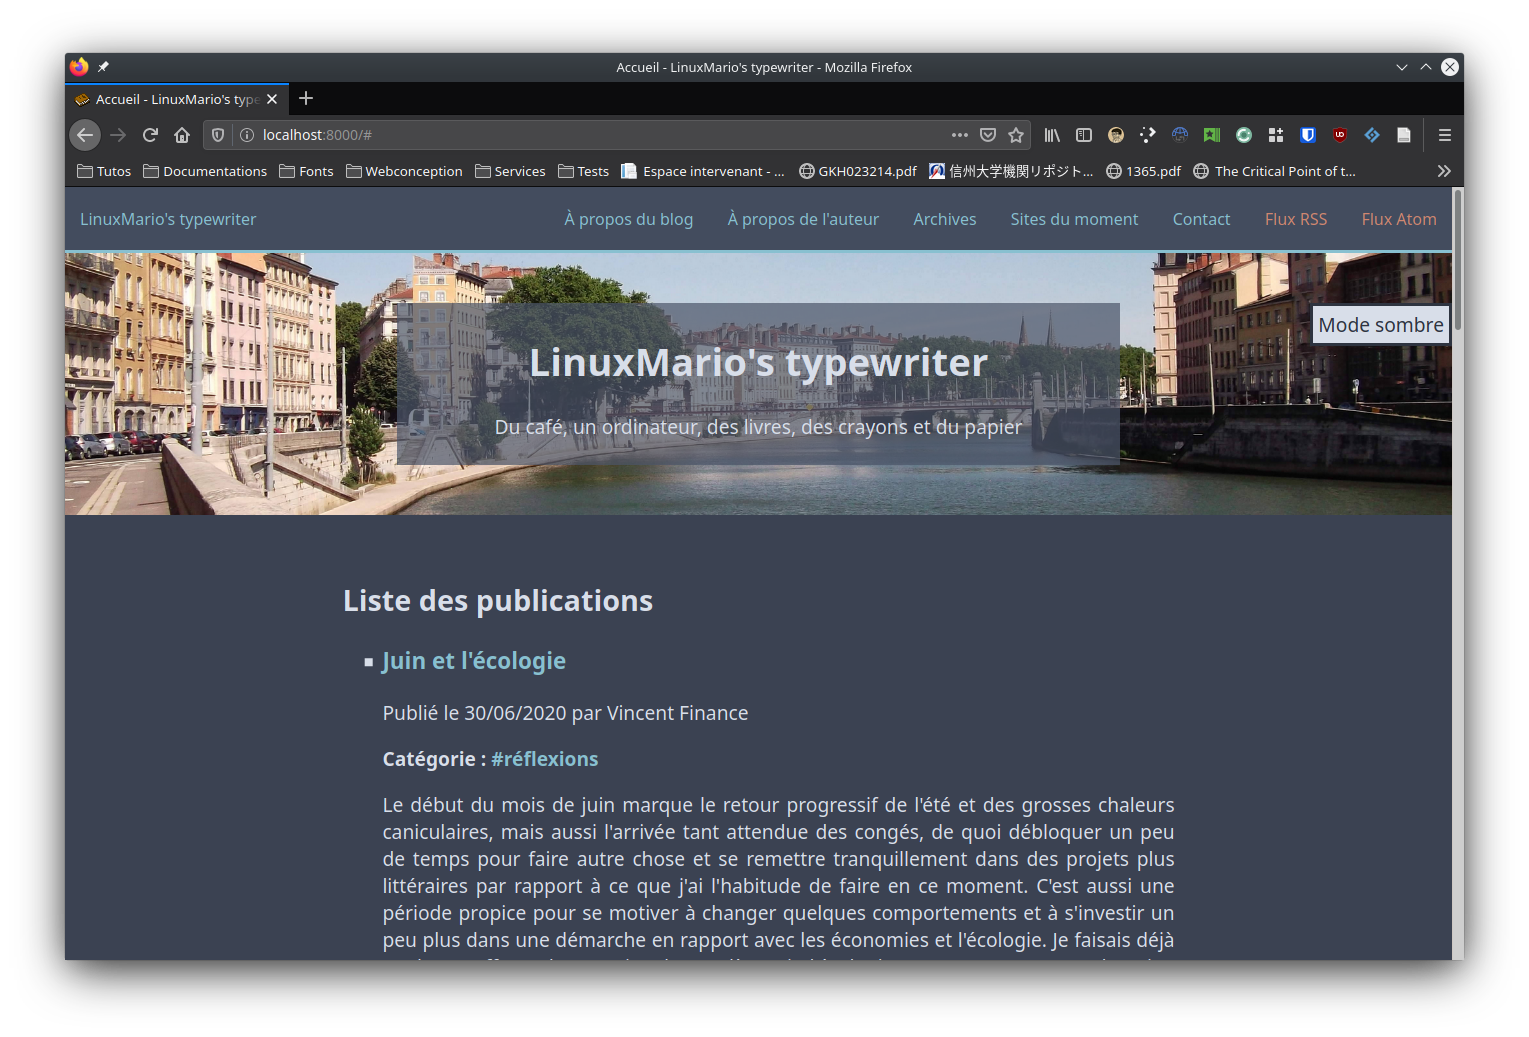 Accueil - LinuxMario's typewriter - Mozilla Firefox
Accueil - LinuxMario's type
localhost:8000/#
Tutos Documentations Fonts Webconception Services Tests Espace intervenant - ... GKH023214.pdf 信州大学機関リポジト... 1365.pdf The Critical Point of t...
LinuxMario's typewriter À propos du blog À propos de l'auteur Archives Sites du moment Contact Flux RSS Flux Atom
Mode sombre
LinuxMario's typewriter
Du café, un ordinateur, des livres, des crayons et du papier
Liste des publications
Juin et l'écologie
Publié le 30/06/2020 par Vincent Finance
Catégorie : #réflexions
Le début du mois de juin marque le retour progressif de l'été et des grosses chaleurs
caniculaires, mais aussi l'arrivée tant attendue des congés, de quoi débloquer un peu
de temps pour faire autre chose et se remettre tranquillement dans des projets plus
littéraires par rapport à ce que j'ai l'habitude de faire en ce moment. C'est aussi une
période propice pour se motiver à changer quelques comportements et à s'investir un
peu plus dans une démarche en rapport avec les économies et l'écologie. Je faisais déjà